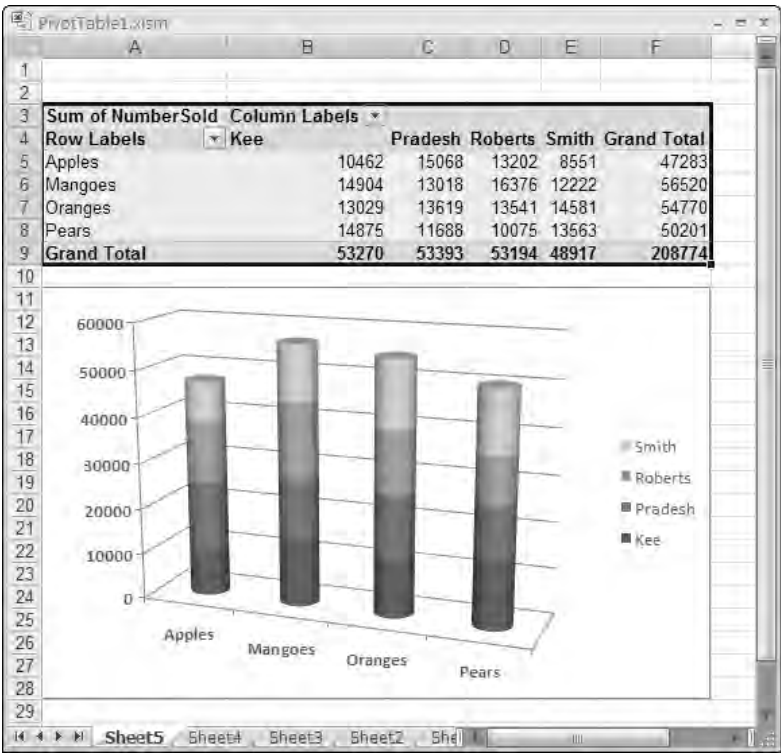 PivotTable1.xlsm
A B C D E F
1
2
3 Sum of NumberSold Column Labels
4 Row Labels Kee Pradesh Roberts Smith Grand Total
5 Apples 10462 15068 13202 8551 47283
6 Mangoes 14904 13018 16376 12222 56520
7 Oranges 13029 13619 13541 14581 54770
8 Pears 14875 11688 10075 13563 50201
9 Grand Total 53270 53393 53194 48917 208774
10
11
12
13
14
15
16
17
18
19
20
21
22
23
24
25
26
27
28
29
60000
50000
40000
30000
20000
10000
0
Apples
Mangoes
Oranges
Pears
Smith
Roberts
Pradesh
Kee
Sheet5 Sheet4 Sheet3 Sheet2 She